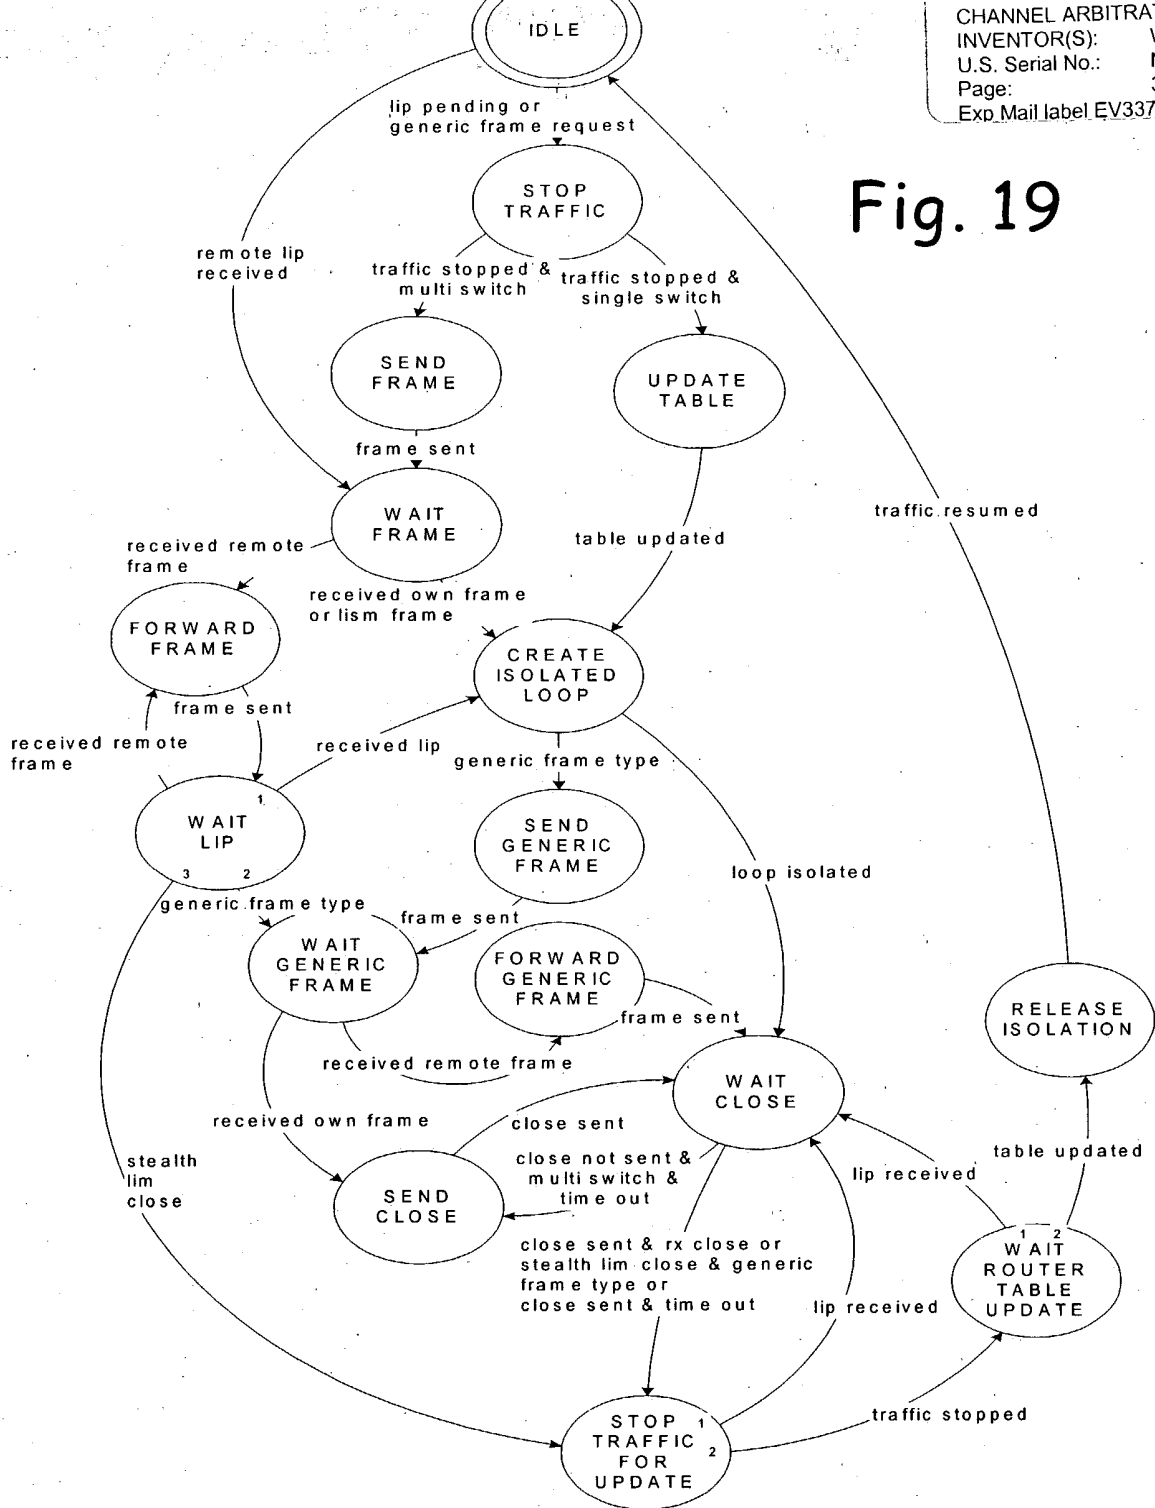 IDLE
CHANNEL ARBITRA
INVENTOR(S):
U.S. Serial No.:
Page:
Exp Mail label EV337
Fig. 19
lip pending or
generic frame request
STOP
TRAFFIC
remote lip
received
traffic stopped &
multi switch
traffic stopped &
single switch
SEND
FRAME
UPDATE
TABLE
frame sent
WAIT
FRAME
traffic resumed
table updated
received remote
frame
received own frame
or lism frame
FORWARD
FRAME
CREATE
ISOLATED
LOOP
frame sent
received remote
frame
received lip
generic frame type
1
WAIT
LIP
3 2
SEND
GENERIC
FRAME
loop isolated
generic frame type
frame sent
WAIT
GENERIC
FRAME
FORWARD
GENERIC
FRAME
frame sent
RELEASE
ISOLATION
received remote frame
WAIT
CLOSE
received own frame
close sent
stealth
lim
close
close not sent &
multi switch &
time out
table updated
lip received
SEND
CLOSE
1 2
WAIT
ROUTER
TABLE
UPDATE
close sent & rx close or
stealth lim close & generic
frame type or
close sent & time out
lip received
traffic stopped
STOP 1
TRAFFIC 2
FOR
UPDATE